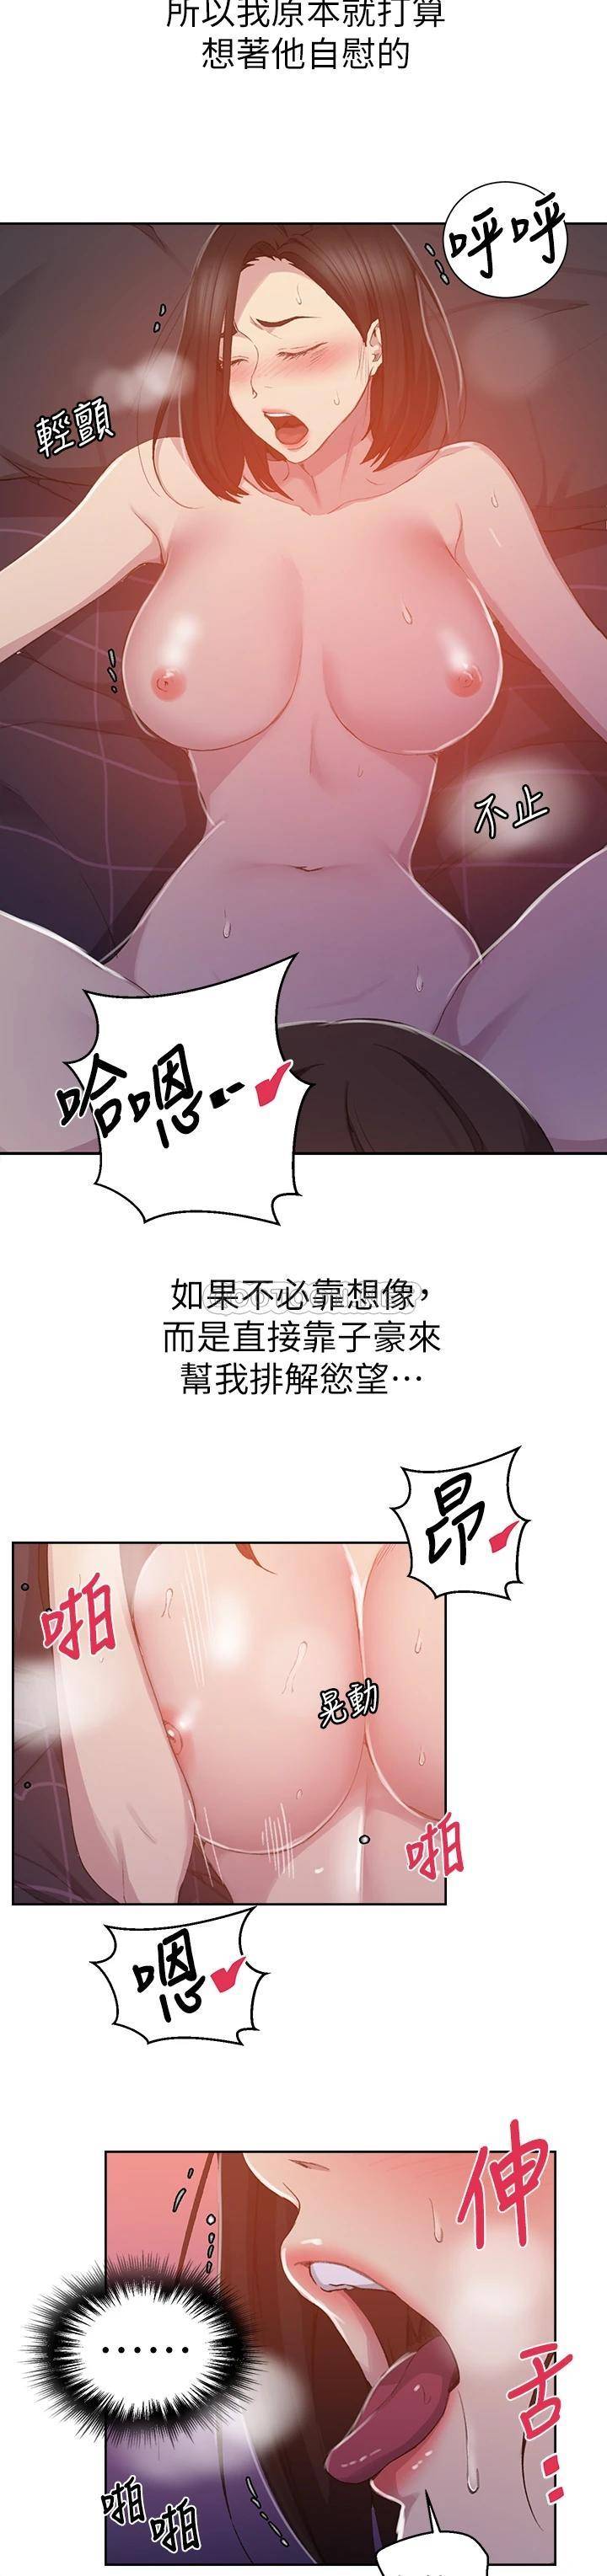 所以我原本就打算
想著他自慰的
呼呼
輕顫
不止
哈嗯…
如果不必靠想像，
而是直接靠子豪來
幫我排解慾望…
昂
啪
晃動
啪
嗯
伸
……
舌…
啪啪